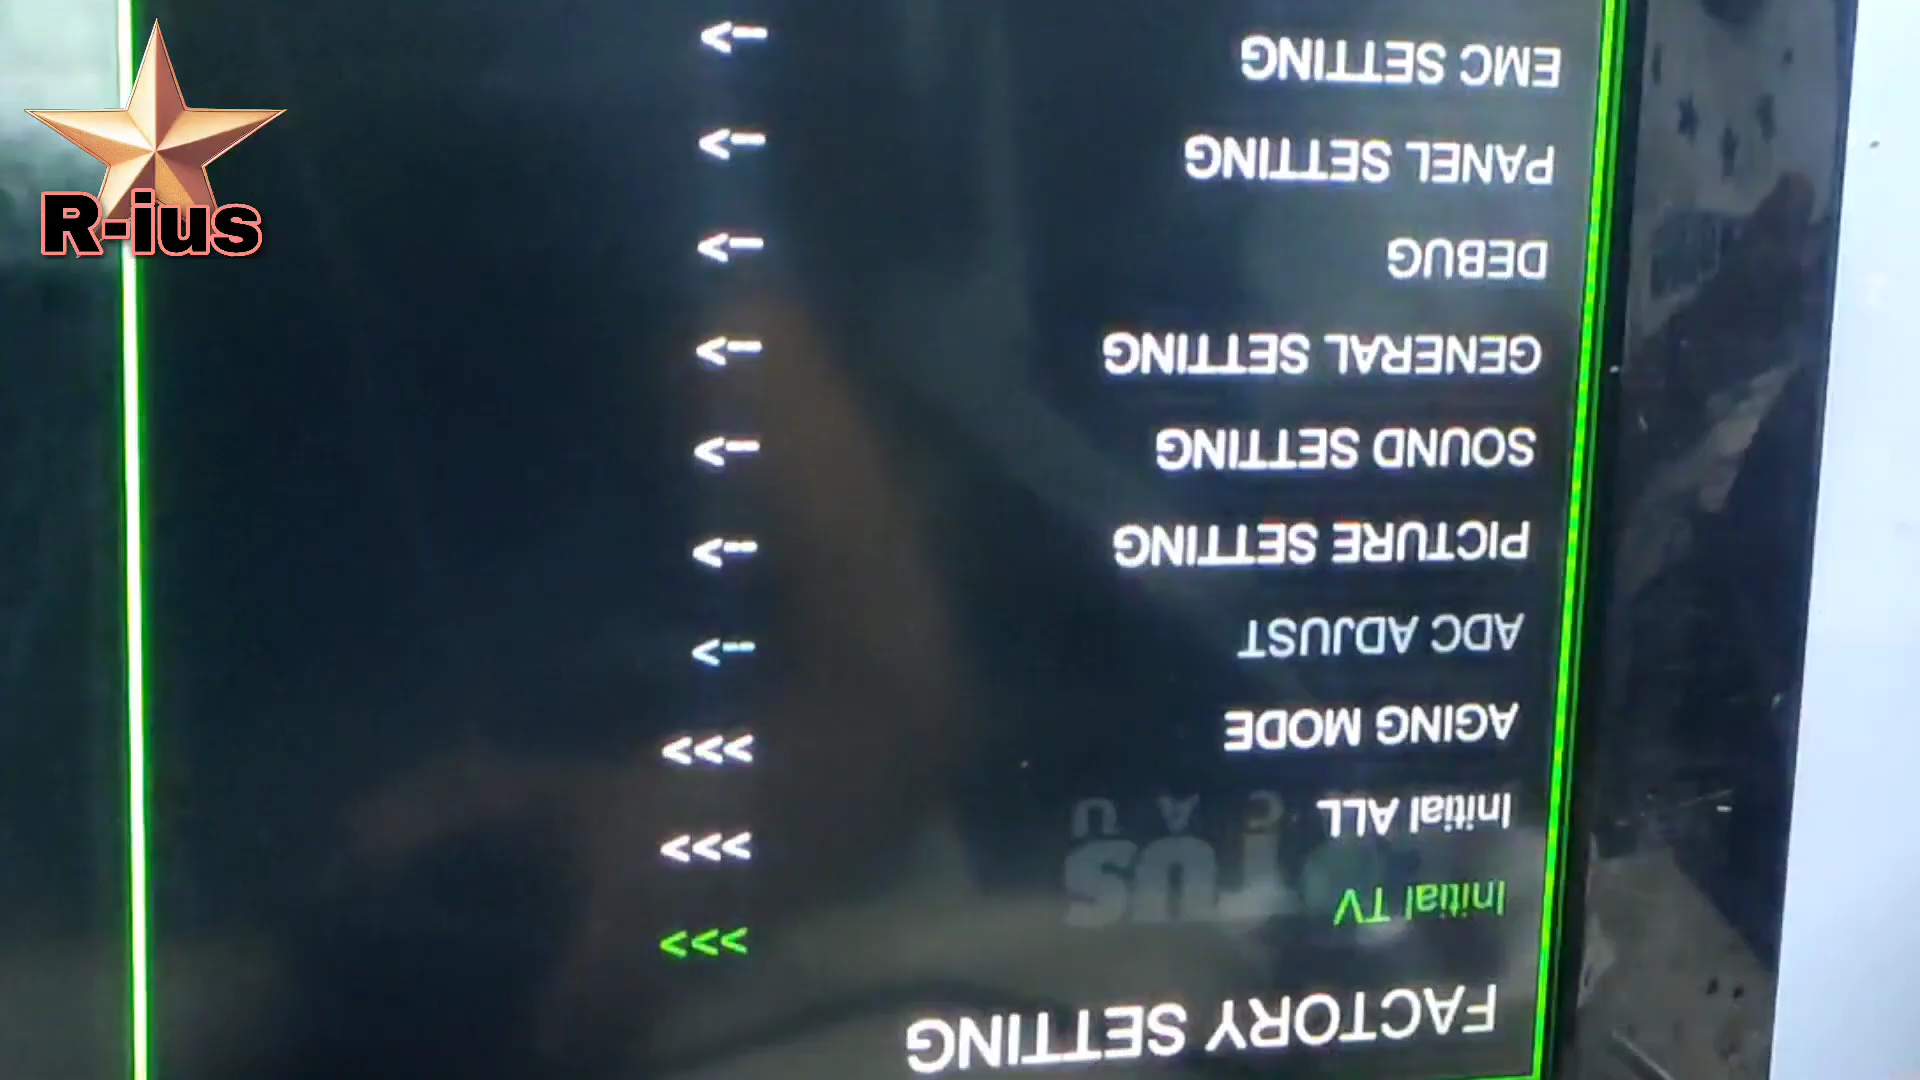 R-ius
FACTORY SETTING
Initial TV >>>
Initial ALL >>>
AGING MODE >>>
ADC ADJUST -->
PICTURE SETTING -->
SOUND SETTING -->
GENERAL SETTING -->
DEBUG -->
PANEL SETTING -->
EMC SETTING -->